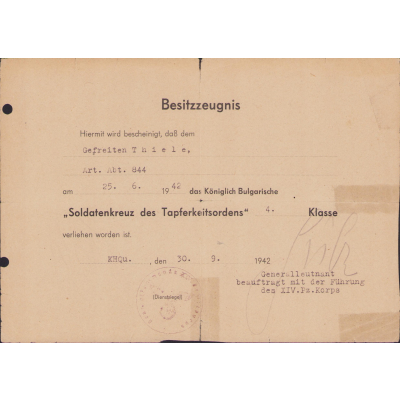 Besitzzeugnis
Hiermit wird bescheinigt, daß dem
Gefreiten T h i e l e,
Art. Abt. 844
am 25. 6. 1942 das Königlich Bulgarische
„Soldatenkreuz des Tapferkeitsordens" 4. Klasse
verliehen worden ist.
KHQu. , den 30. 9. 1942
Generalleutnant
beauftragt mit der Führung
des XIV.Pz.Korps
(Dienstsiegel)